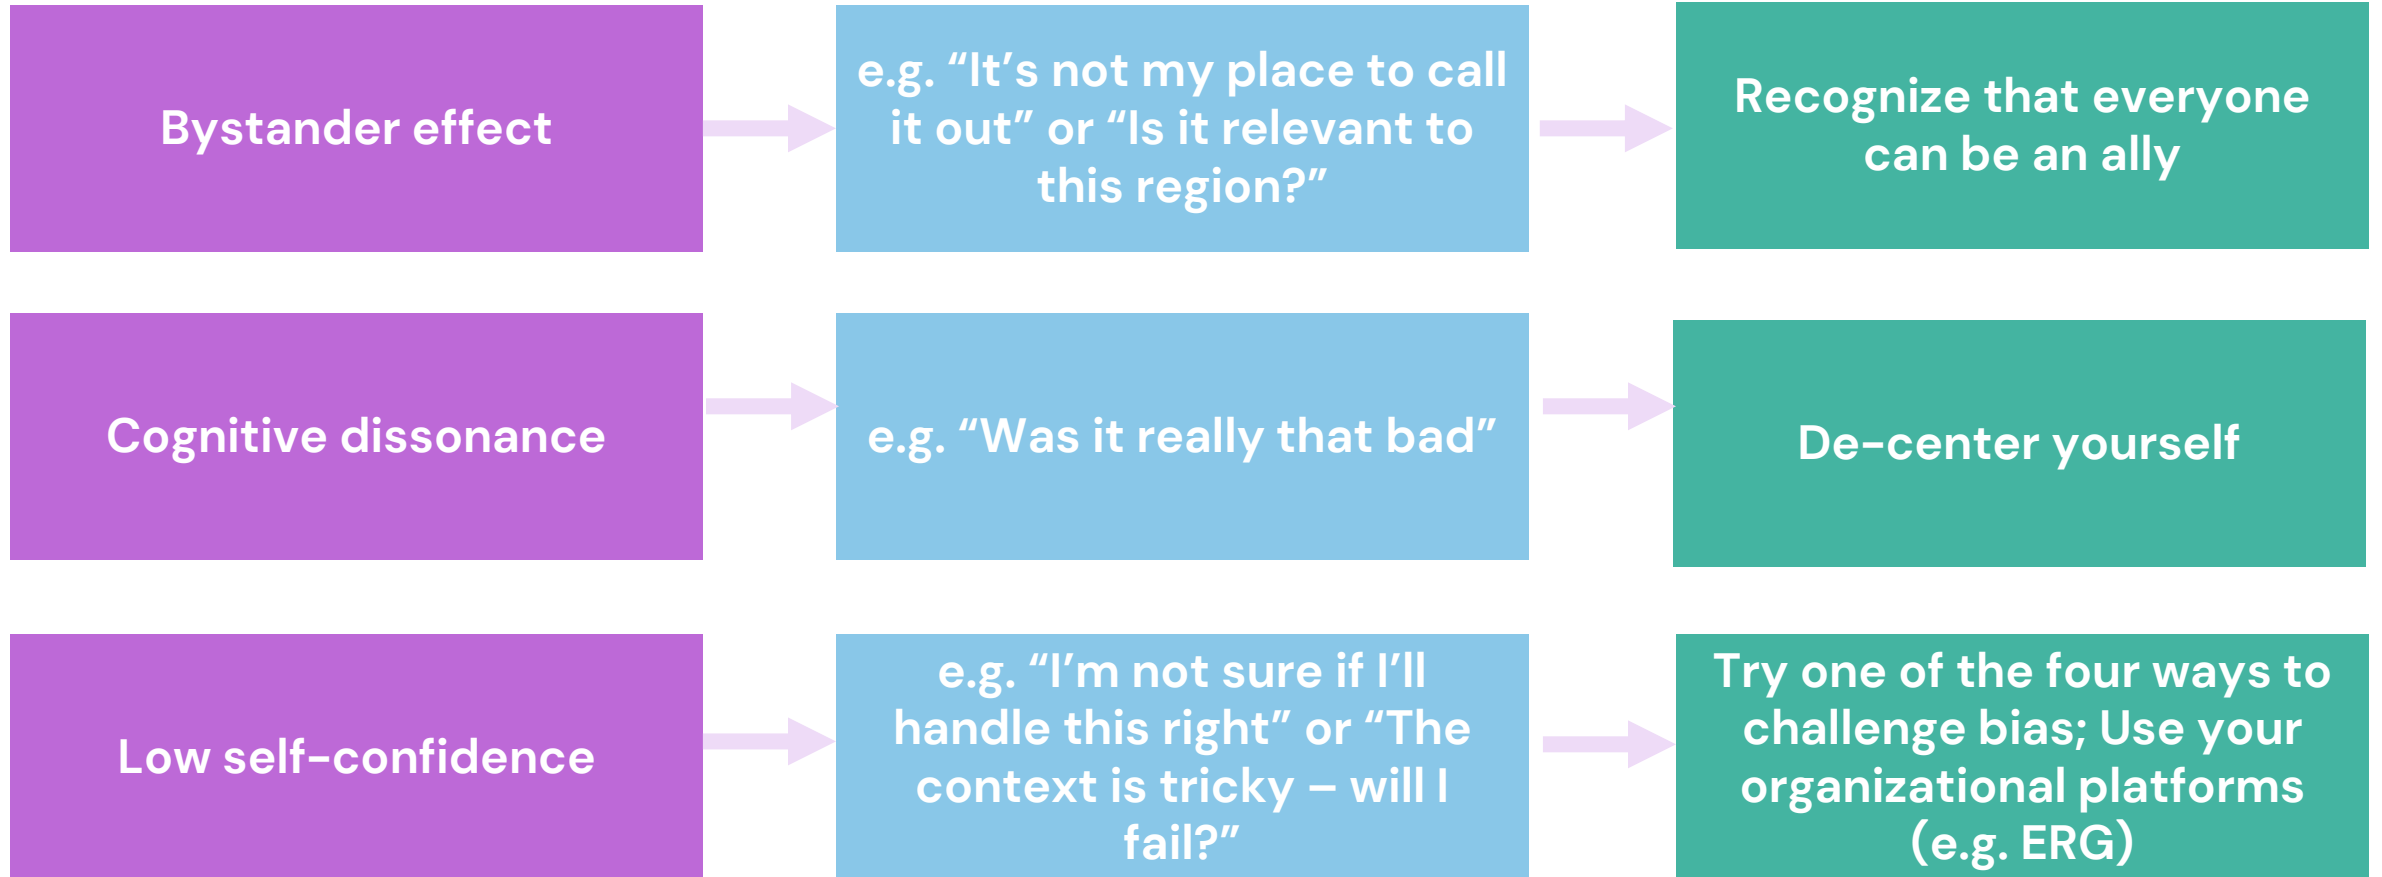 Bystander effect
e.g. “It’s not my place to call
it out” or “Is it relevant to
this region?”
Recognize that everyone
can be an ally
Cognitive dissonance
e.g. “Was it really that bad”
De-center yourself
Low self-confidence
e.g. “I’m not sure if I’ll
handle this right” or “The
context is tricky – will I
fail?”
Try one of the four ways to
challenge bias; Use your
organizational platforms
(e.g. ERG)